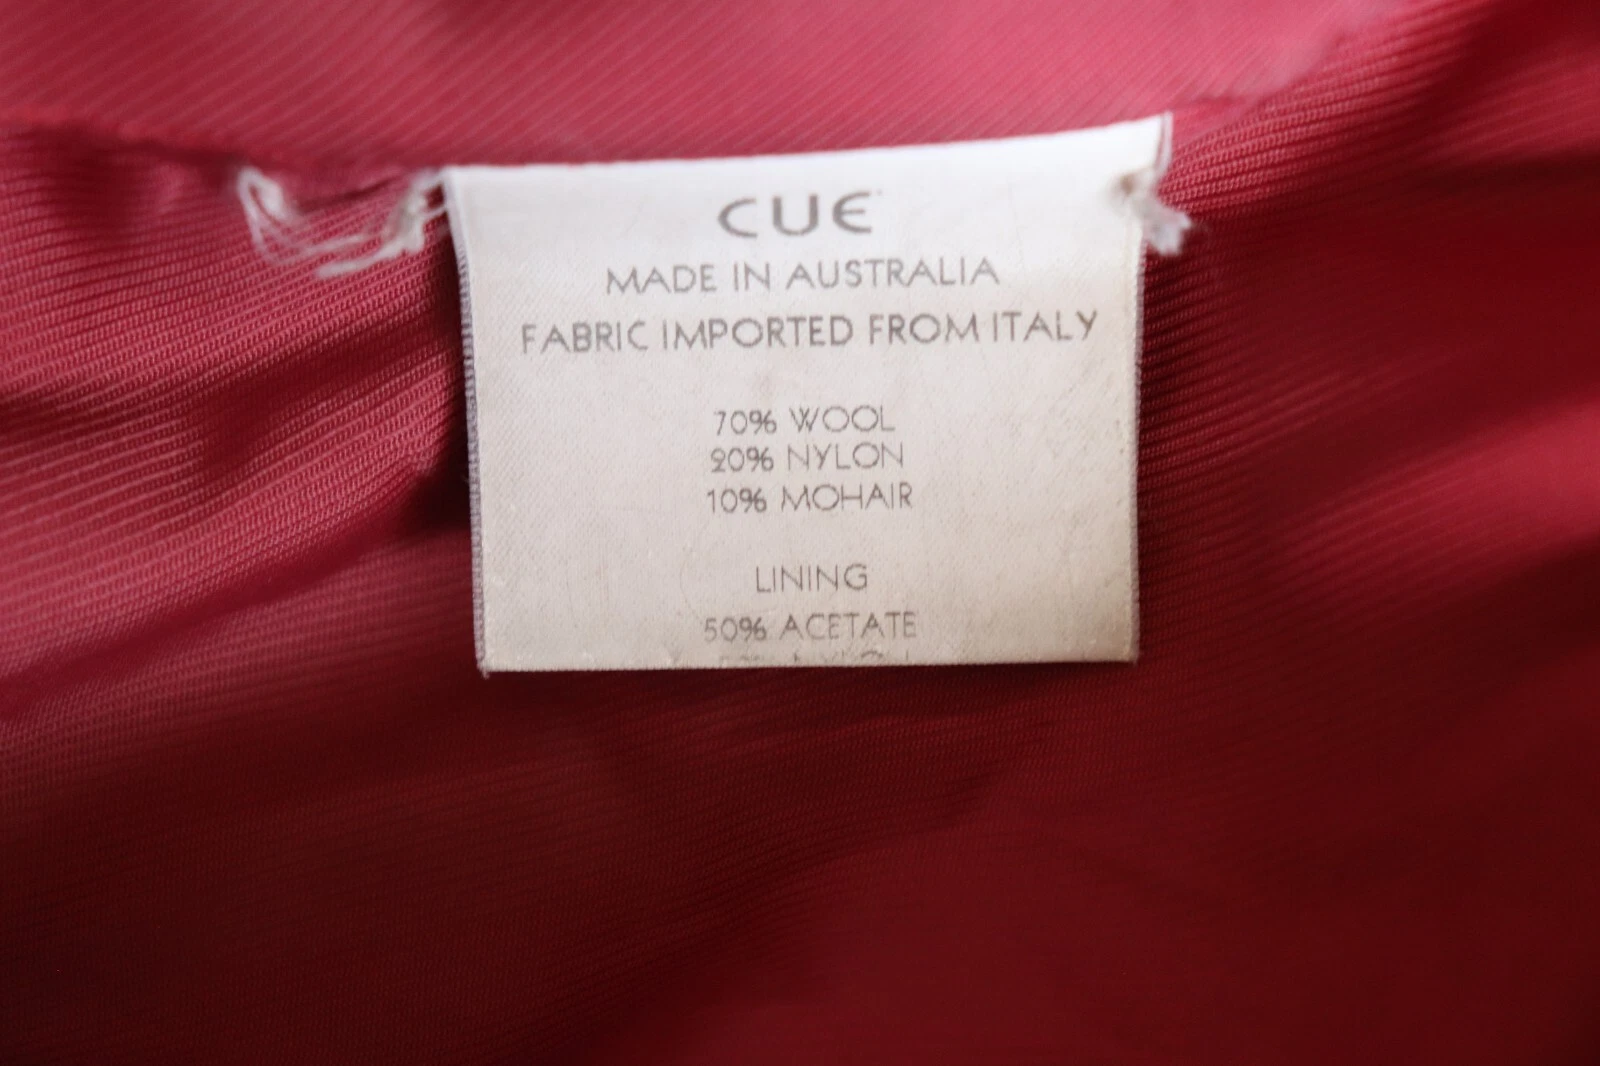 CUE
MADE IN AUSTRALIA
FABRIC IMPORTED FROM ITALY
70% WOOL
20% NYLON
10% MOHAIR
LINING
50% ACETATE